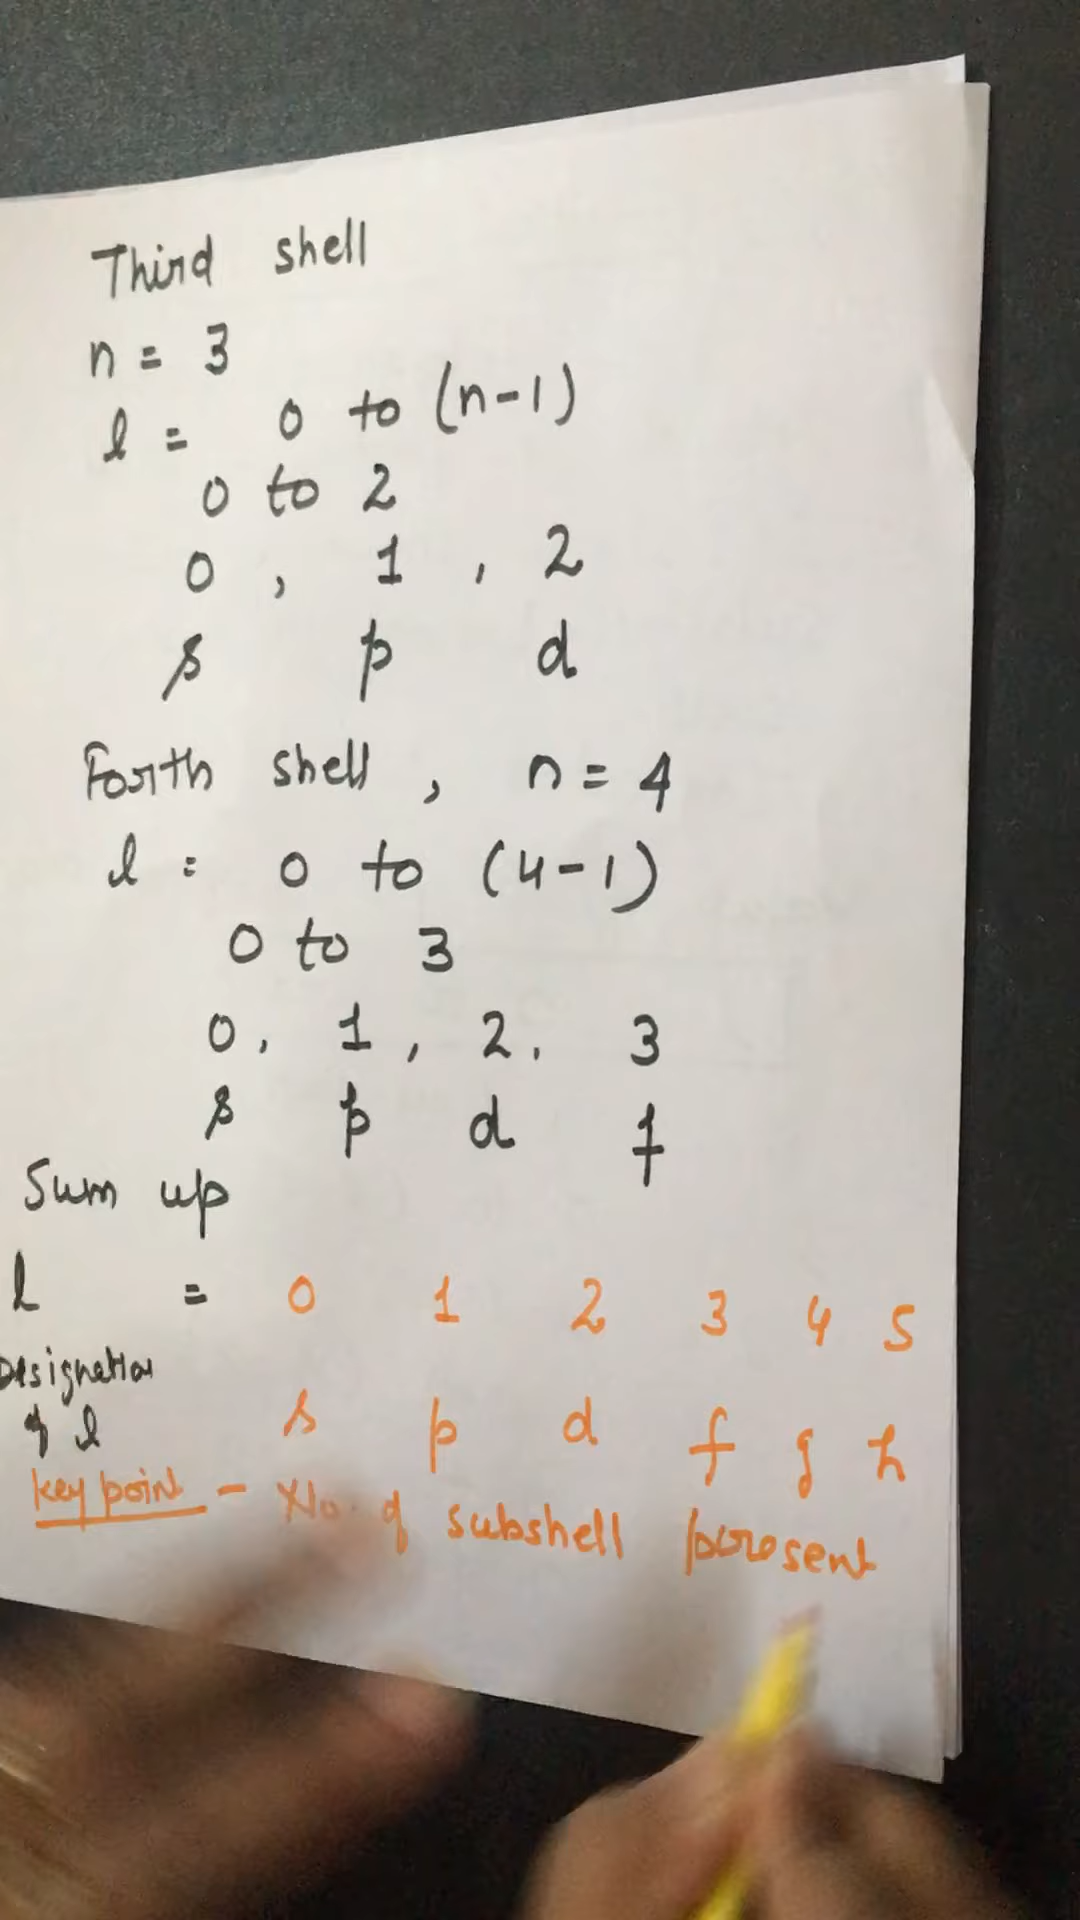 Third shell
n = 3
l = 0 to (n-1)
0 to 2
0 , 1 , 2
s p d
Forth shell , n = 4
l = 0 to (4-1)
0 to 3
0, 1, 2, 3
s p d f
Sum up
l = 0 1 2 3 4 5
Designation of l s p d f g h
key point - No. of subshell present